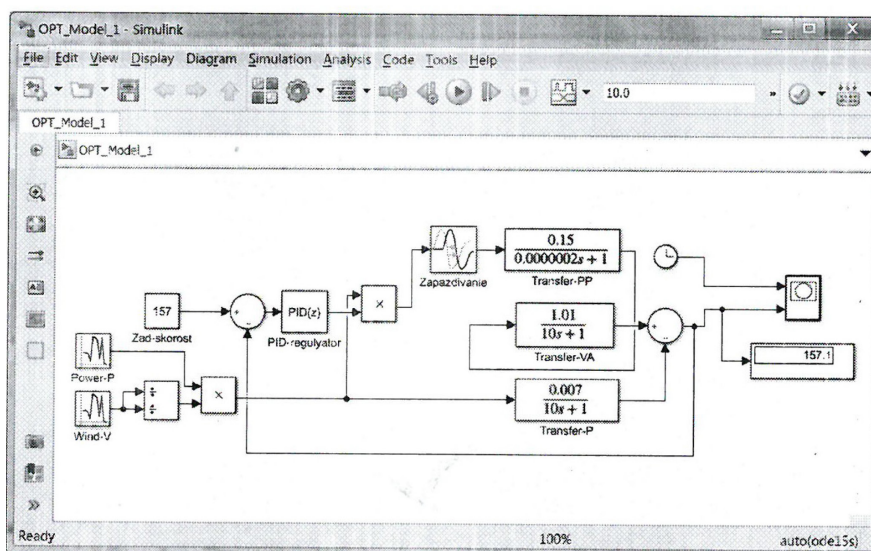 OPT_Model_1 - Simulink
File Edit View Display Diagram Simulation Analysis Code Tools Help
10.0 »
OPT_Model_1
OPT_Model_1
0.15
0.0000002s + 1
Zapazdivanie
Transfer-PP
157
Zad-skorost
+
-
PID(z)
PID-regulyator
×
1.01
10s + 1
Transfer-VA
+
-
157.1
Power-P
÷
÷
×
Wind-V
0.007
10s + 1
Transfer-P
»
Ready 100% auto(ode15s)